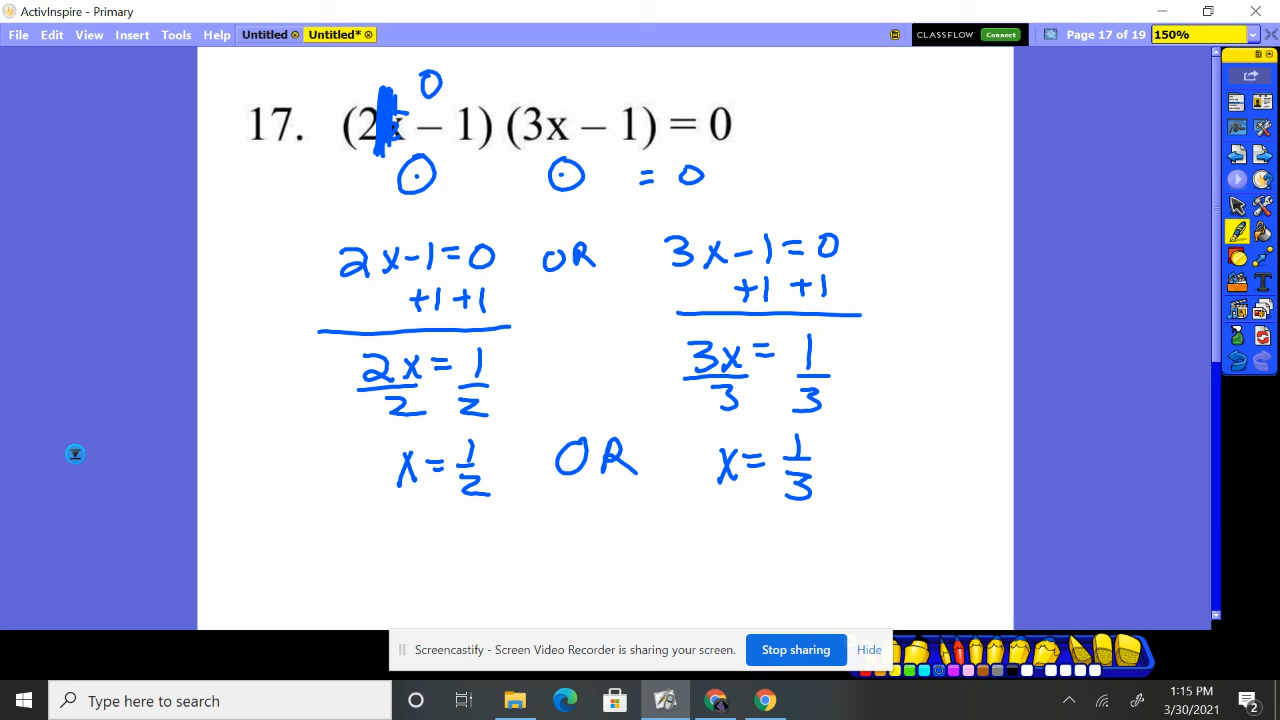 ActivInspire - Primary
File Edit View Insert Tools Help Untitled Untitled* CLASSFLOW Connect Page 17 of 19 150%
0
17. (2x – 1) (3x – 1) = 0
= 0
2x-1=0 OR 3x-1=0
+1 +1 +1 +1
2x = 1 3x = 1
2 2 3 3
x = 1/2 OR x = 1/3
Screencastify - Screen Video Recorder is sharing your screen. Stop sharing Hide
Type here to search
1:15 PM
3/30/2021
2